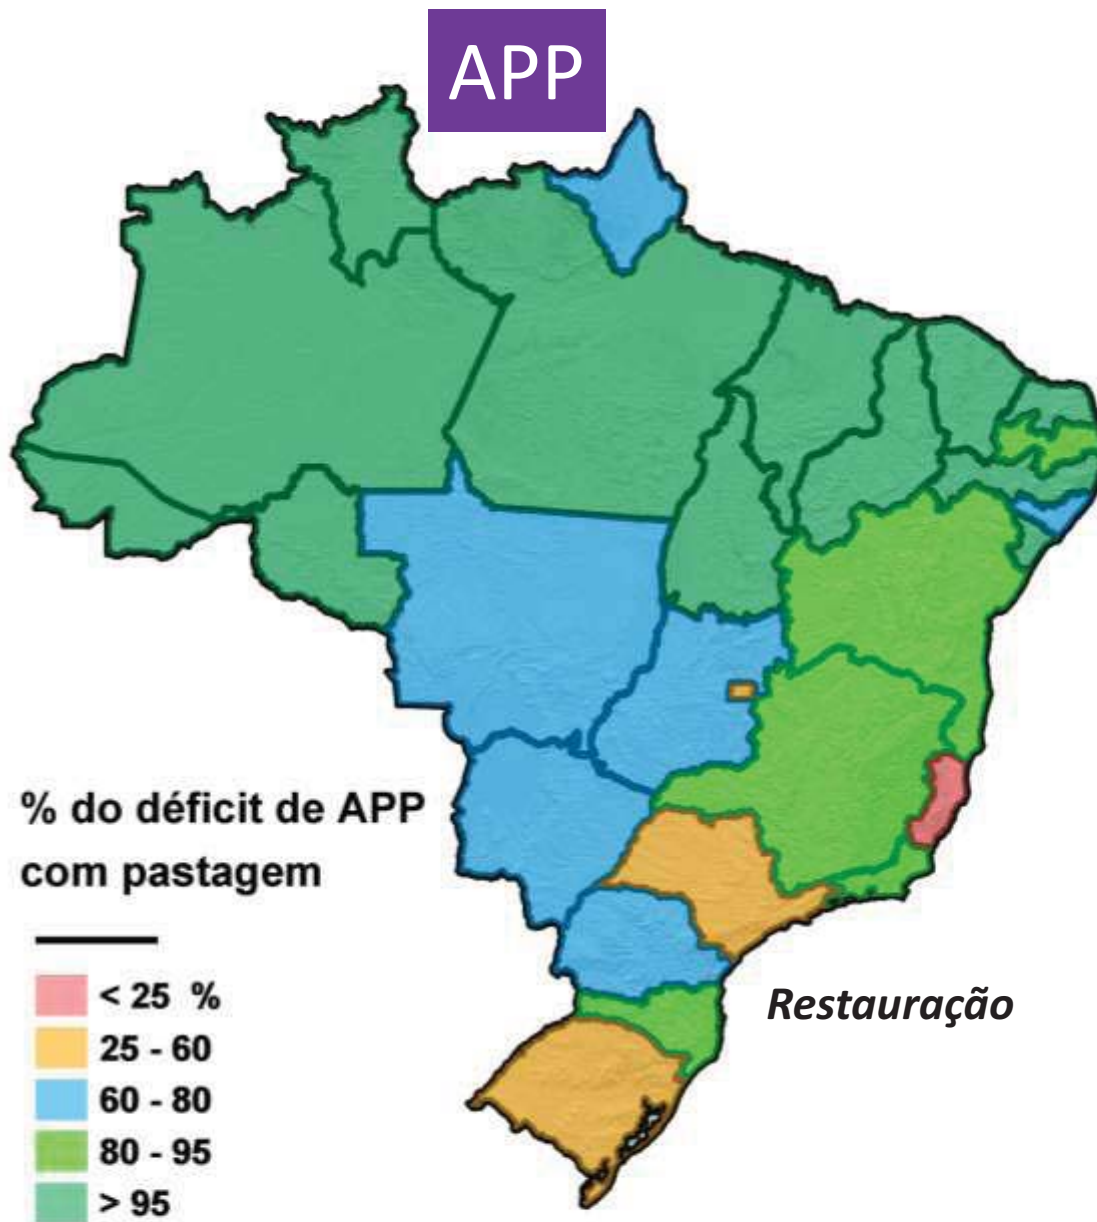 APP
% do déficit de APP
com pastagem
< 25 %
25 - 60
60 - 80
80 - 95
> 95
Restauração